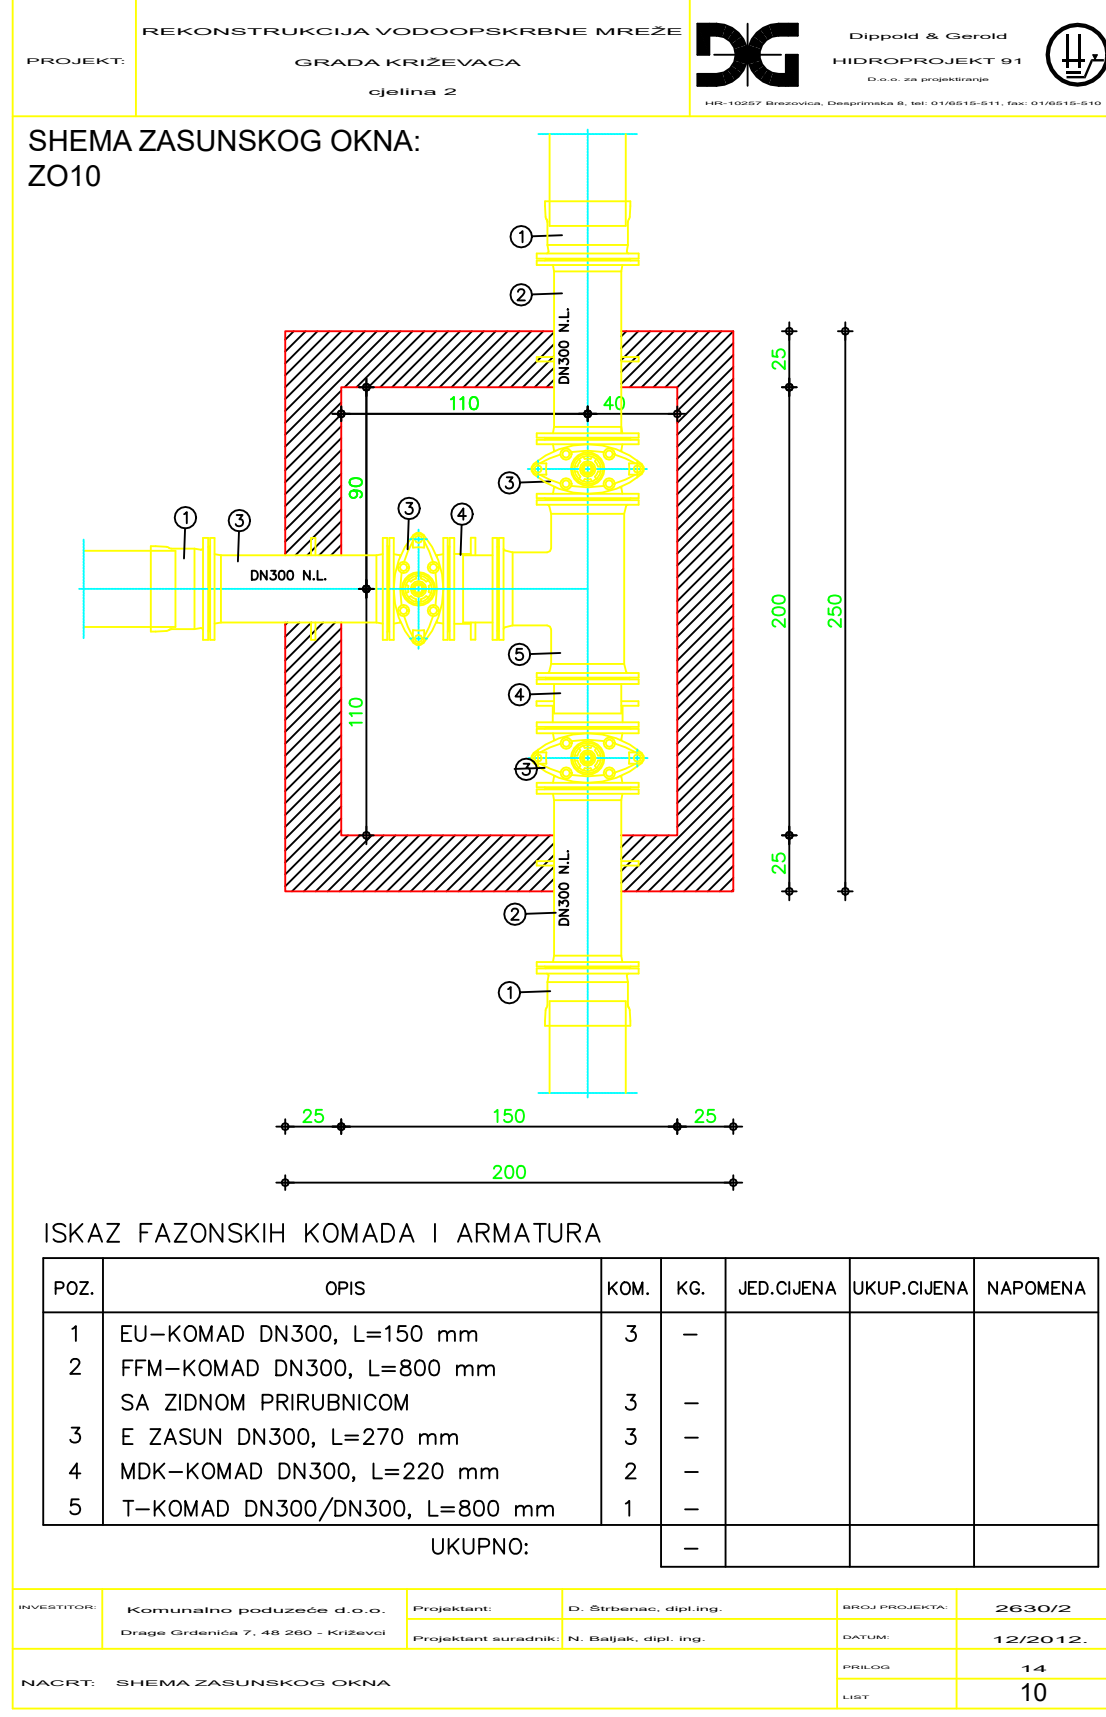 PROJEKT:
REKONSTRUKCIJA VODOOPSKRBNE MREŽE
GRADA KRIŽEVACA
cjelina 2
DG
Dippold & Gerold
HIDROPROJEKT 91
D.o.o. za projektiranje
HR-10257 Brezovica, Desprimska 8, tel: 01/6515-511, fax: 01/6515-510
SHEMA ZASUNSKOG OKNA:
ZO10
1
2
DN300 N.L.
25
110
40
90
3
1
3
3
4
DN300 N.L.
200
250
5
4
110
3
25
DN300 N.L.
2
1
25
150
25
200
ISKAZ FAZONSKIH KOMADA I ARMATURA
POZ. OPIS KOM. KG. JED.CIJENA UKUP.CIJENA NAPOMENA
1 EU-KOMAD DN300, L=150 mm 3 -
2 FFM-KOMAD DN300, L=800 mm
SA ZIDNOM PRIRUBNICOM 3 -
3 E ZASUN DN300, L=270 mm 3 -
4 MDK-KOMAD DN300, L=220 mm 2 -
5 T-KOMAD DN300/DN300, L=800 mm 1 -
UKUPNO: -
INVESTITOR:
Komunalno poduzeće d.o.o.
Drage Grdenića 7, 48 260 - Križevci
Projektant: D. Štrbenac, dipl.ing.
Projektant suradnik: N. Baljak, dipl. ing.
BROJ PROJEKTA: 2630/2
DATUM: 12/2012.
NACRT: SHEMA ZASUNSKOG OKNA
PRILOG 14
LIST 10